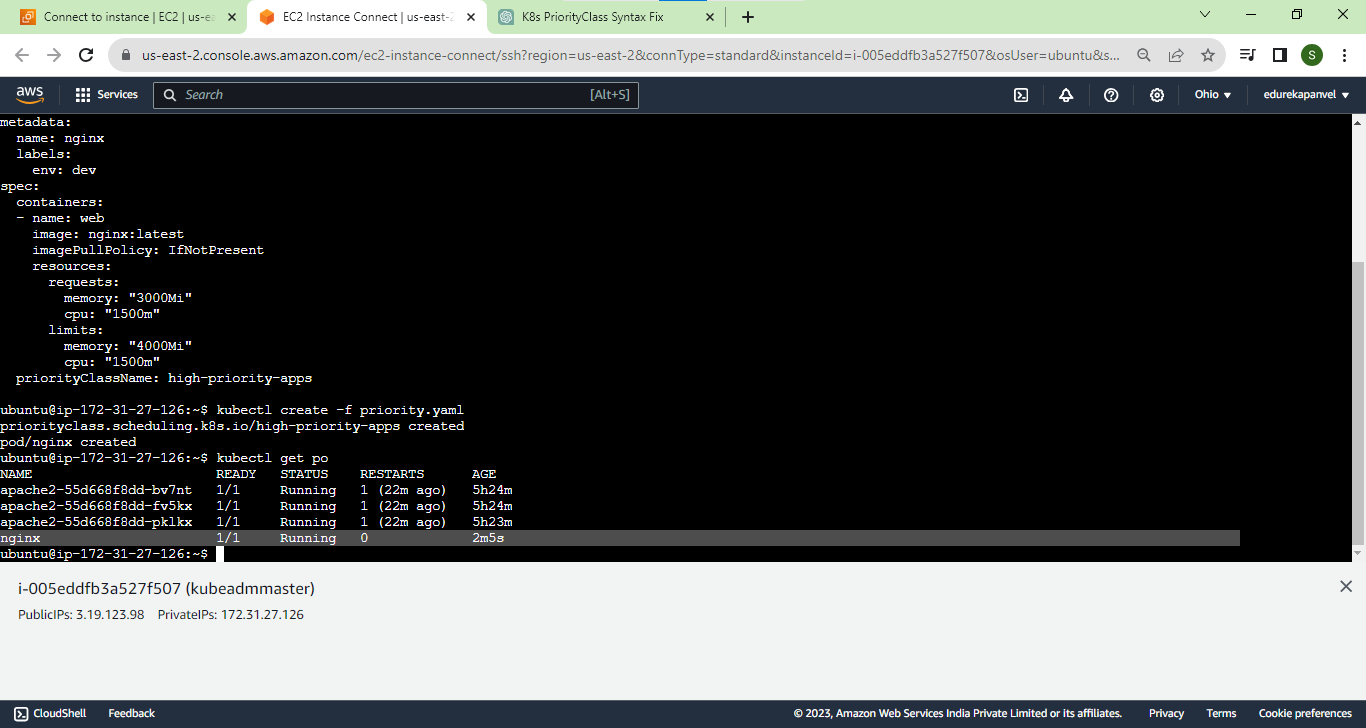 Connect to instance | EC2 | us-ea
EC2 Instance Connect | us-east-2
K8s PriorityClass Syntax Fix
us-east-2.console.aws.amazon.com/ec2-instance-connect/ssh?region=us-east-2&connType=standard&instanceId=i-005eddfb3a527f507&osUser=ubuntu&s...
S
aws
Services
Search
[Alt+S]
Ohio
edurekapanvel
metadata:
  name: nginx
  labels:
    env: dev
spec:
  containers:
  - name: web
    image: nginx:latest
    imagePullPolicy: IfNotPresent
    resources:
      requests:
        memory: "3000Mi"
        cpu: "1500m"
      limits:
        memory: "4000Mi"
        cpu: "1500m"
  priorityClassName: high-priority-apps
ubuntu@ip-172-31-27-126:~$ kubectl create -f priority.yaml
priorityclass.scheduling.k8s.io/high-priority-apps created
pod/nginx created
ubuntu@ip-172-31-27-126:~$ kubectl get po
NAME                       READY   STATUS    RESTARTS      AGE
apache2-55d668f8dd-bv7nt   1/1     Running   1 (22m ago)   5h24m
apache2-55d668f8dd-fv5kx   1/1     Running   1 (22m ago)   5h24m
apache2-55d668f8dd-pklkx   1/1     Running   1 (22m ago)   5h23m
nginx                      1/1     Running   0             2m5s
ubuntu@ip-172-31-27-126:~$
i-005eddfb3a527f507 (kubeadmmaster)
PublicIPs: 3.19.123.98 PrivateIPs: 172.31.27.126
CloudShell
Feedback
© 2023, Amazon Web Services India Private Limited or its affiliates.
Privacy
Terms
Cookie preferences